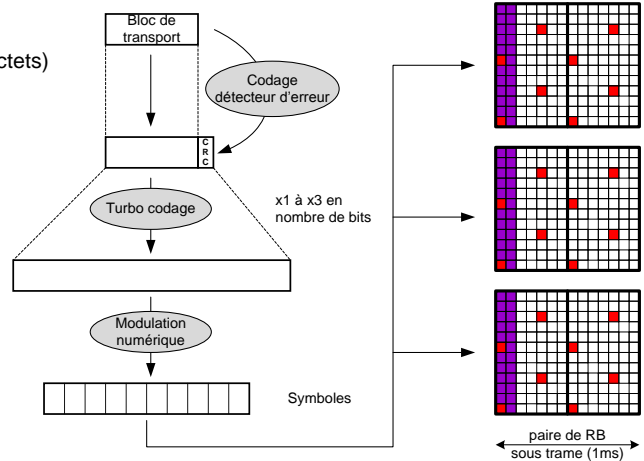 Bloc de
transport
ctets)
Codage
détecteur d'erreur
C
R
C
Turbo codage
x1 à x3 en
nombre de bits
Modulation
numérique
Symboles
paire de RB
sous trame (1ms)